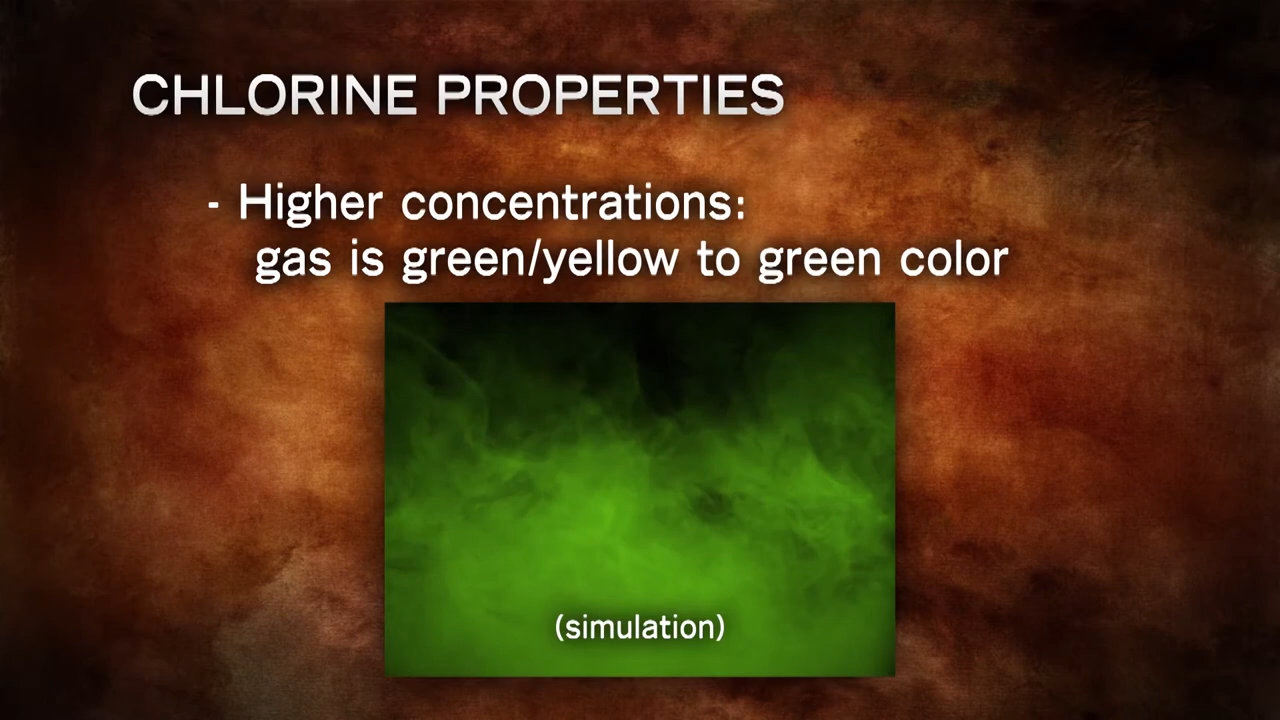 CHLORINE PROPERTIES
- Higher concentrations:
gas is green/yellow to green color
(simulation)